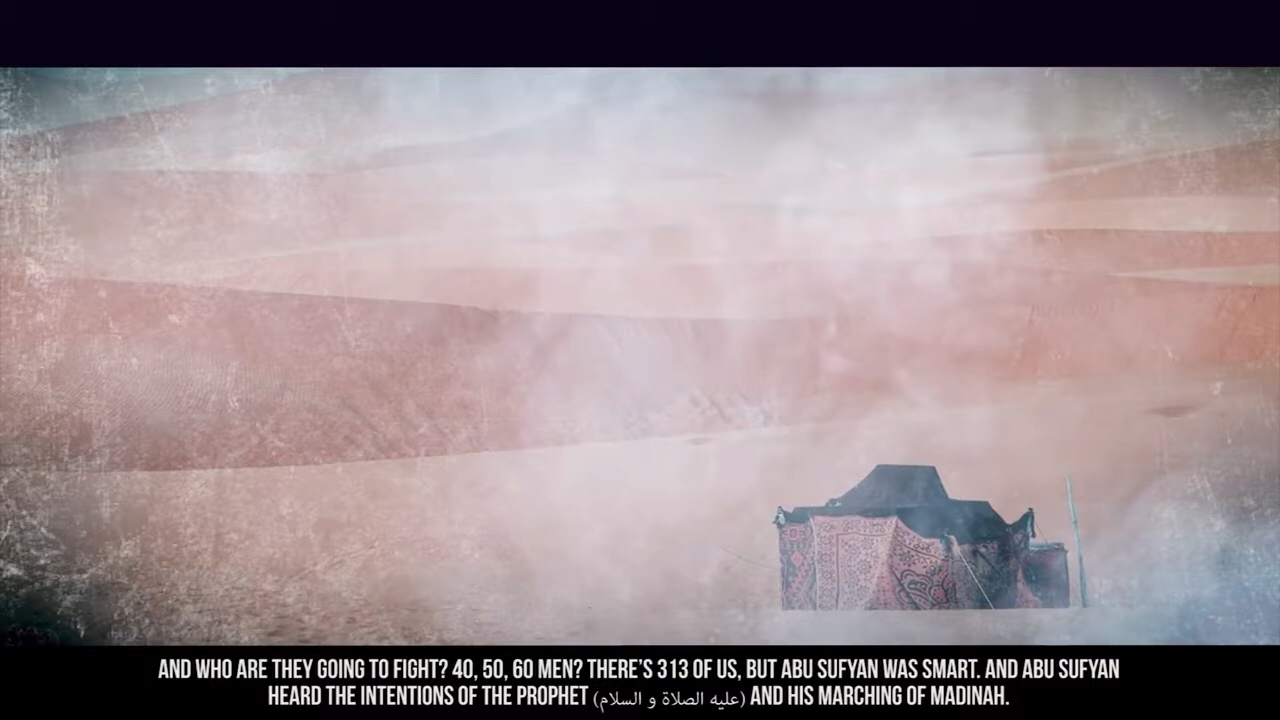 AND WHO ARE THEY GOING TO FIGHT? 40, 50, 60 MEN? THERE'S 313 OF US, BUT ABU SUFYAN WAS SMART. AND ABU SUFYAN
HEARD THE INTENTIONS OF THE PROPHET (عليه الصلاة و السلام) AND HIS MARCHING OF MADINAH.